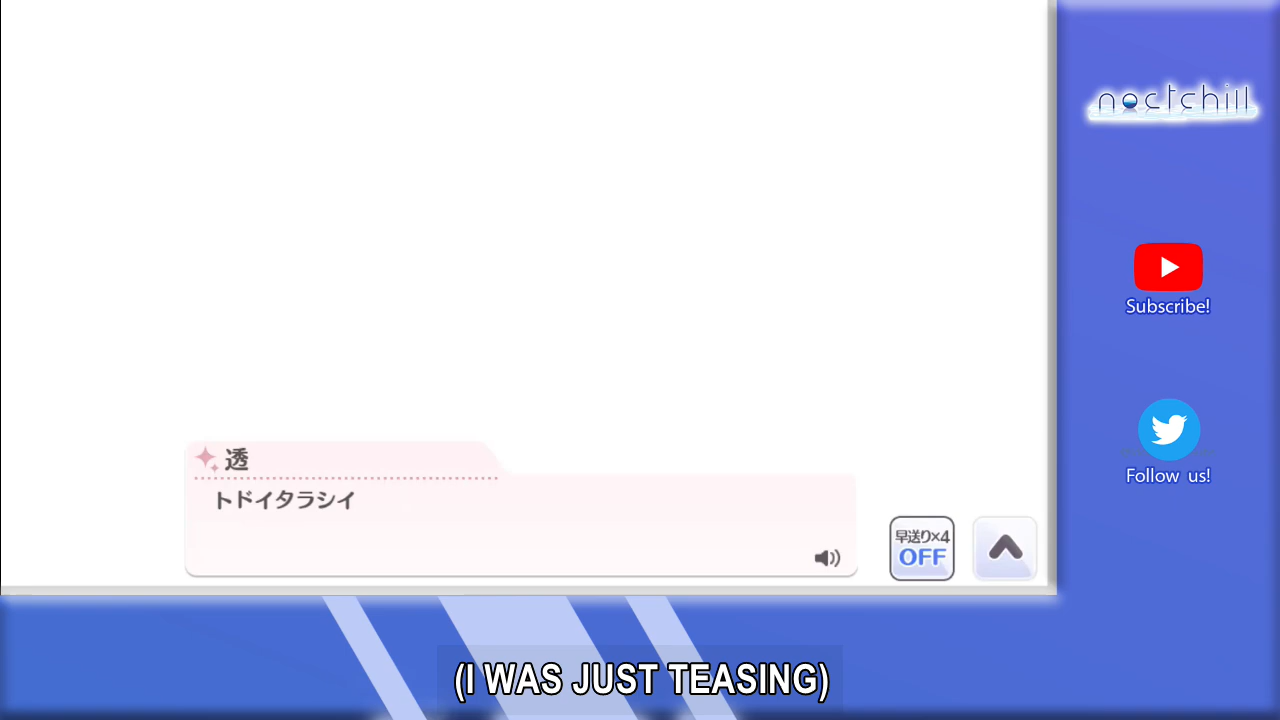 noctchill
Subscribe!
Follow us!
透
トドイタラシイ
早送り×4
OFF
(I WAS JUST TEASING)